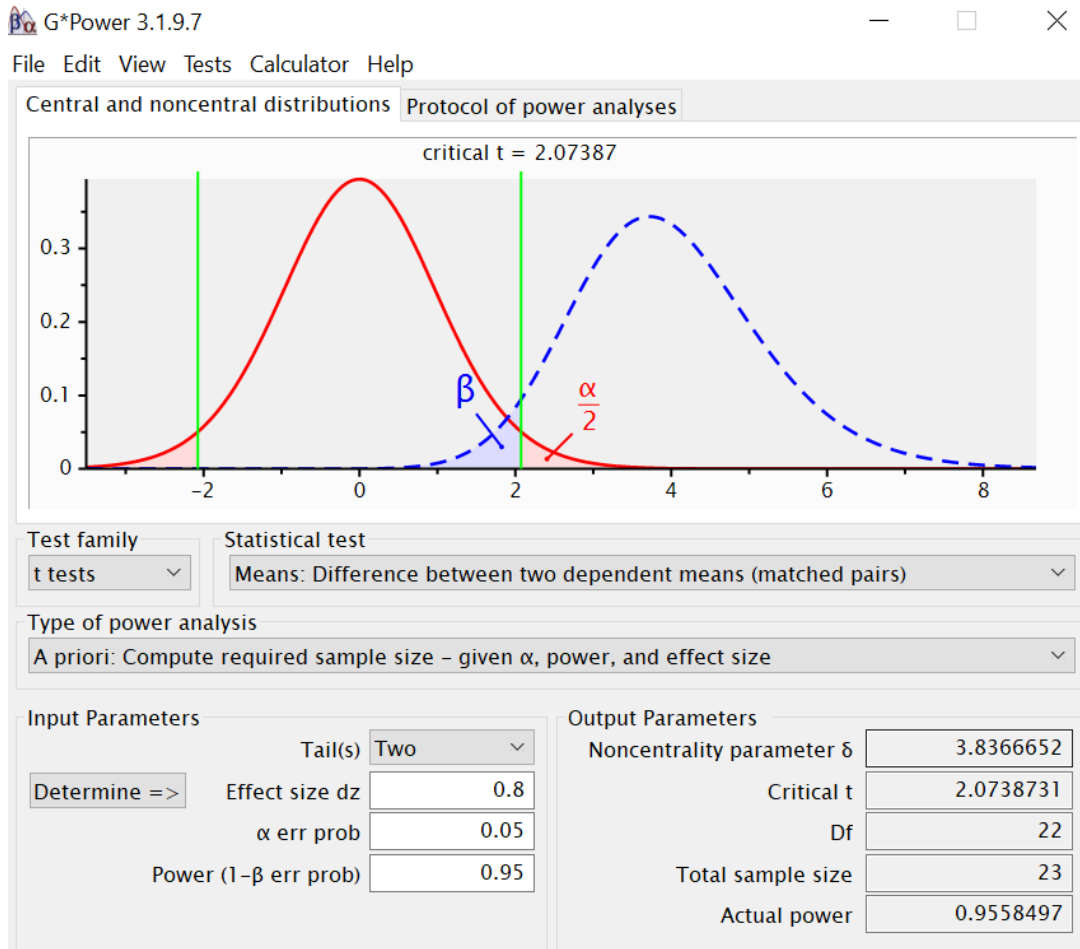 G*Power 3.1.9.7
File Edit View Tests Calculator Help
Central and noncentral distributions Protocol of power analyses
critical t = 2.07387
0.3
0.2
0.1
0
β
α
2
-2 0 2 4 6 8
Test family Statistical test
t tests Means: Difference between two dependent means (matched pairs)
Type of power analysis
A priori: Compute required sample size – given α, power, and effect size
Input Parameters Output Parameters
Tail(s) Two Noncentrality parameter δ 3.8366652
Determine => Effect size dz 0.8 Critical t 2.0738731
α err prob 0.05 Df 22
Power (1-β err prob) 0.95 Total sample size 23
Actual power 0.9558497